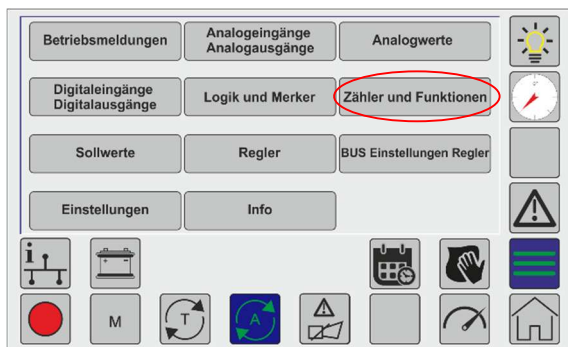 Betriebsmeldungen
Analogeingänge
Analogausgänge
Analogwerte
Digitaleingänge
Digitalausgänge
Logik und Merker
Zähler und Funktionen
Sollwerte
Regler
BUS Einstellungen Regler
Einstellungen
Info
i
M
T
A